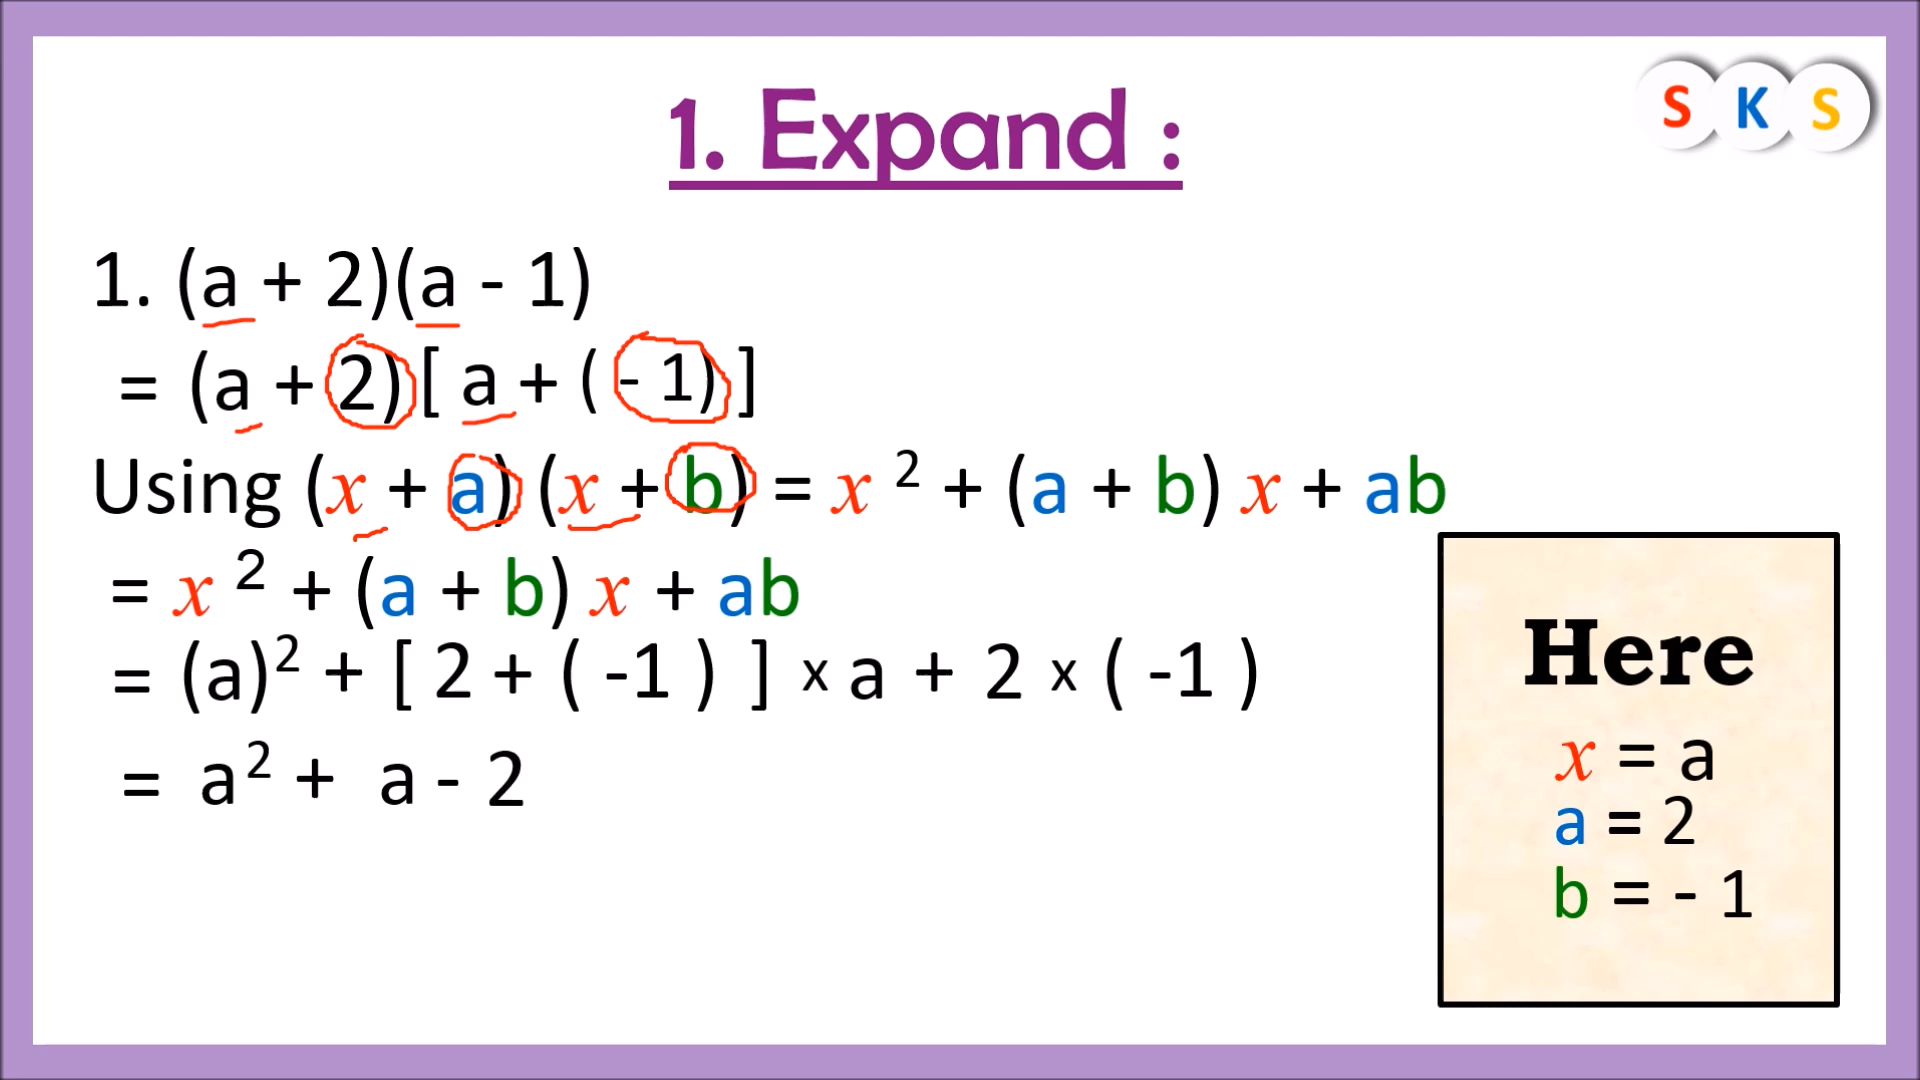 1. Expand :
S K S
1. (a + 2)(a - 1)
= (a + 2) [ a + ( - 1) ]
Using (x + a) (x + b) = x ² + (a + b) x + ab
= x ² + (a + b) x + ab
= (a)² + [ 2 + ( -1 ) ] x a + 2 x ( -1 )
= a² + a - 2
Here
x = a
a = 2
b = - 1